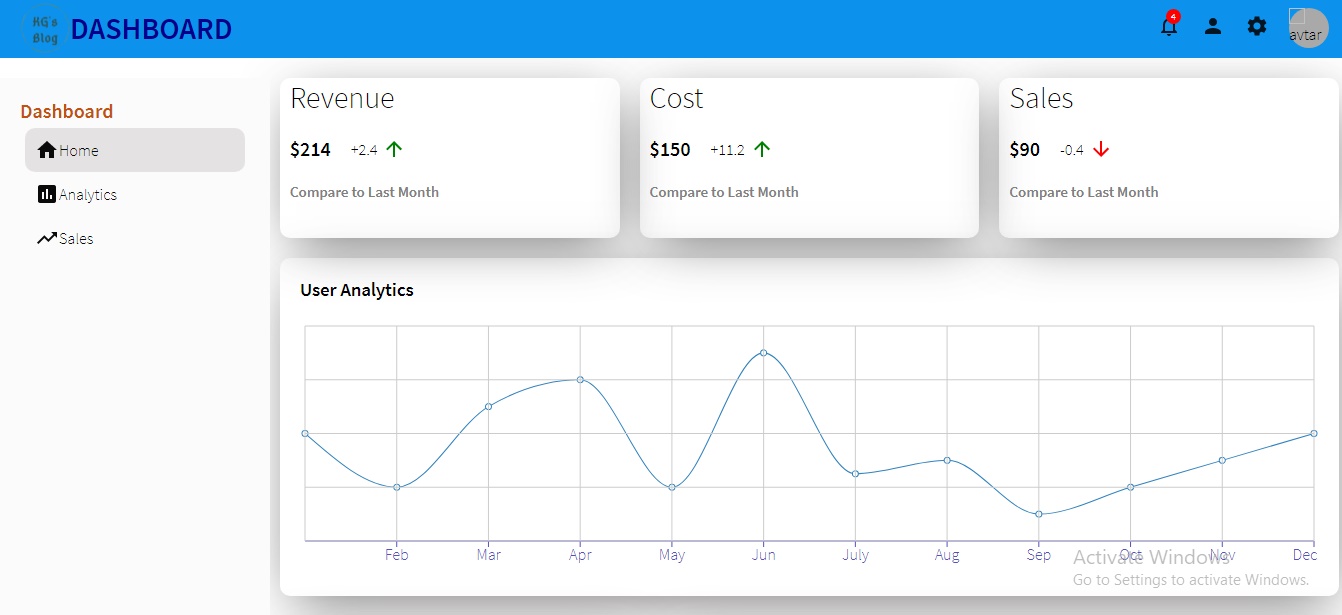 KG's
Blog
DASHBOARD
4
avtar
Dashboard
Home
Analytics
Sales
Revenue
$214 +2.4
Compare to Last Month
Cost
$150 +11.2
Compare to Last Month
Sales
$90 -0.4
Compare to Last Month
User Analytics
Feb Mar Apr May Jun July Aug Sep Oct Nov Dec
Activate Windows
Go to Settings to activate Windows.